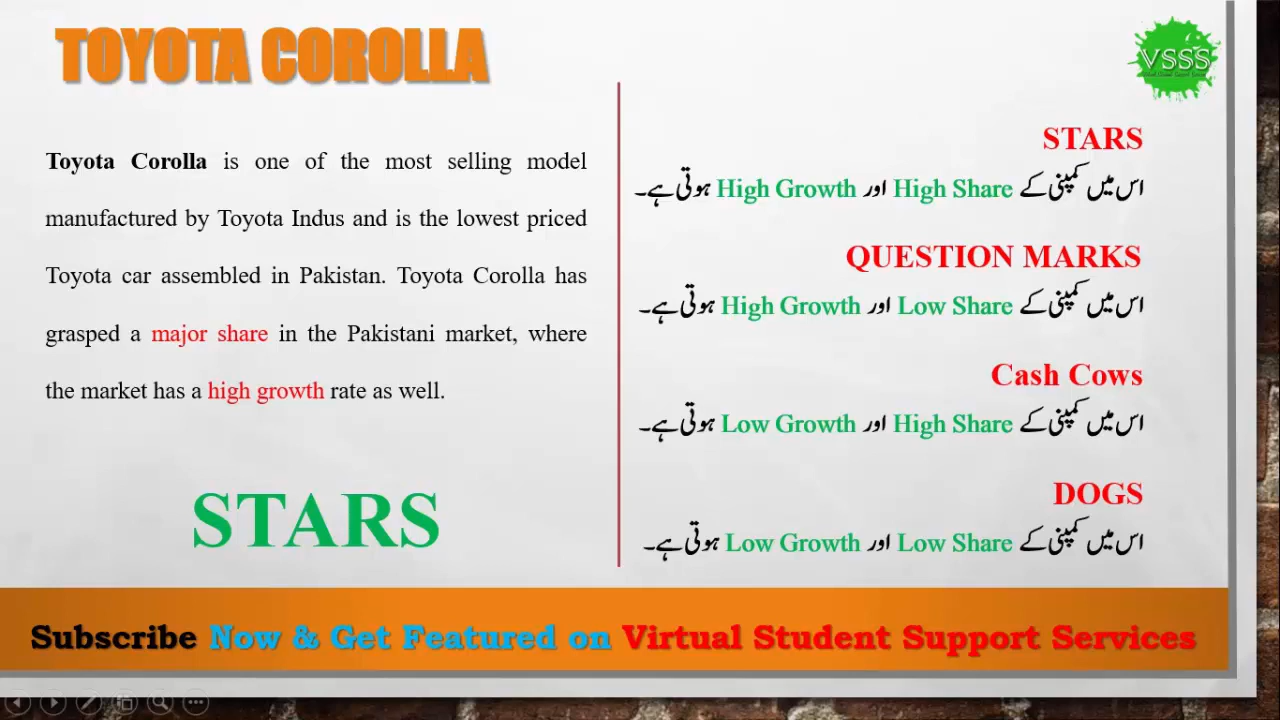 TOYOTA COROLLA
VSSS
Toyota Corolla is one of the most selling model
manufactured by Toyota Indus and is the lowest priced
Toyota car assembled in Pakistan. Toyota Corolla has
grasped a major share in the Pakistani market, where
the market has a high growth rate as well.
STARS
STARS
اس میں کمپنی کے High Share اور High Growth ہوتی ہے۔
QUESTION MARKS
اس میں کمپنی کے Low Share اور High Growth ہوتی ہے۔
Cash Cows
اس میں کمپنی کے High Share اور Low Growth ہوتی ہے۔
DOGS
اس میں کمپنی کے Low Share اور Low Growth ہوتی ہے۔
Subscribe Now & Get Featured on Virtual Student Support Services